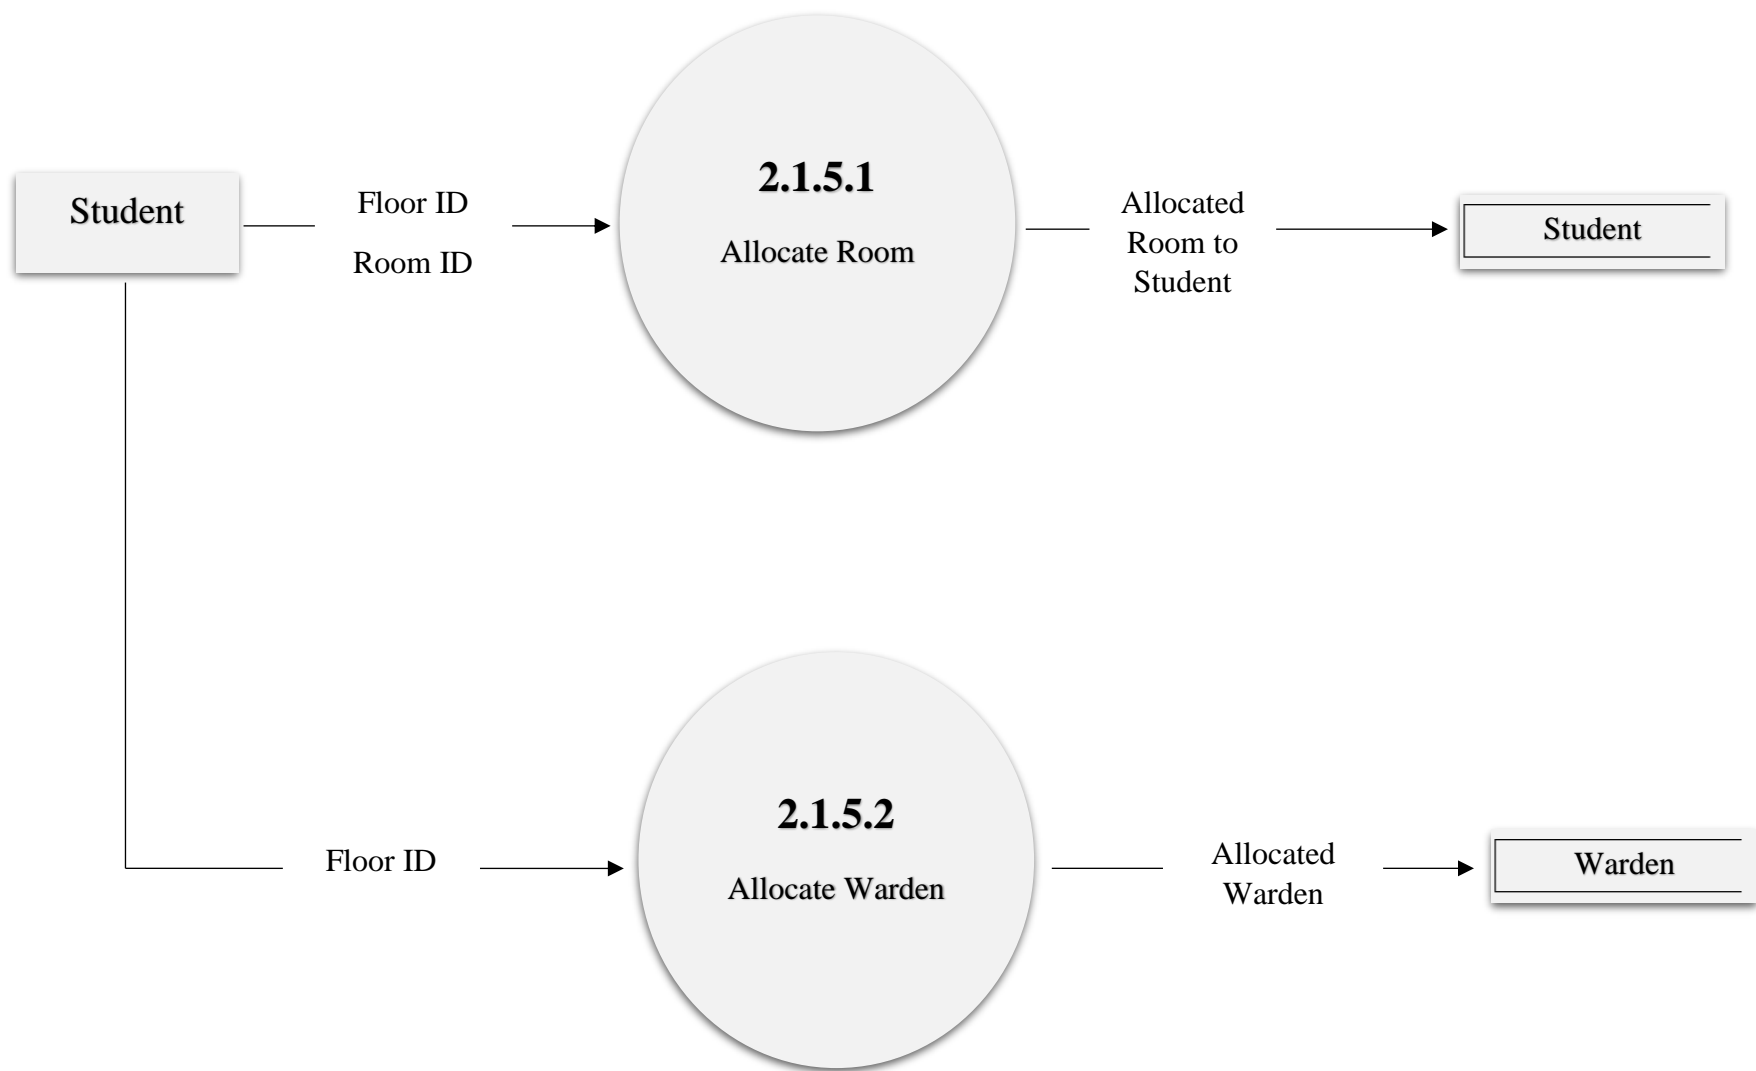 2.1.5.1
Student
Floor ID
Room ID
Allocate Room
Allocated
Room to
Student
Student
2.1.5.2
Floor ID
Allocate Warden
Allocated
Warden
Warden